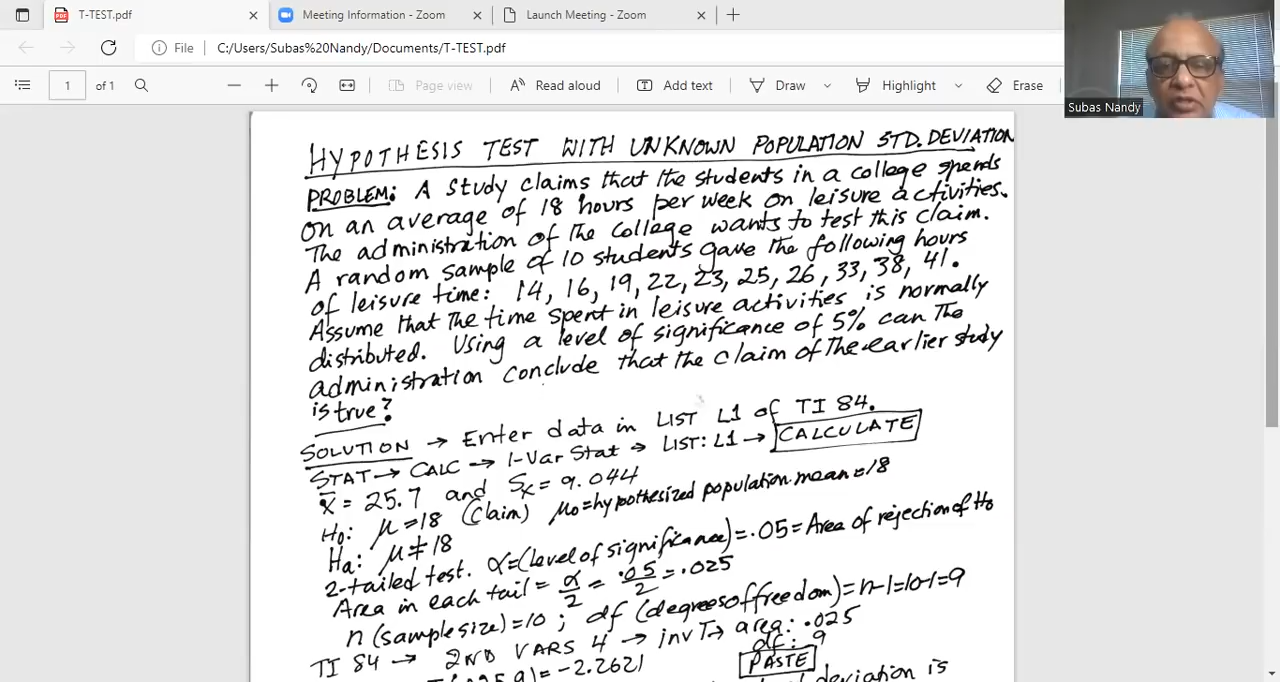 T-TEST.pdf
Meeting Information - Zoom
Launch Meeting - Zoom
File
C:/Users/Subas%20Nandy/Documents/T-TEST.pdf
1
of 1
Page view
Read aloud
Add text
Draw
Highlight
Erase
Subas Nandy
HYPOTHESIS TEST WITH UNKNOWN POPULATION STD. DEVIATION
PROBLEM: A study claims that the students in a college spends
on an average of 18 hours per week on leisure activities.
The administration of the college wants to test this claim.
A random sample of 10 students gave the following hours
of leisure time: 14, 16, 19, 22, 23, 25, 26, 33, 38, 41.
Assume that the time spent in leisure activities is normally
distributed. Using a level of significance of 5% can the
administration conclude that the claim of the earlier study
is true?
SOLUTION → Enter data in LIST L1 of TI 84.
STAT → CALC → 1-Var Stat → LIST: L1 → CALCULATE
x̄ = 25.7 and Sx = 9.044
H0: μ = 18 (Claim) μ0 = hypothesized population mean = 18
Ha: μ ≠ 18
2-tailed test. α = (level of significance) = .05 = Area of rejection of H0
Area in each tail = α/2 = .05/2 = .025
n (sample size) = 10 ; df (degrees of freedom) = n-1 = 10-1 = 9
TI 84 → 2ND VARS 4 → invT → area: .025
df: 9
PASTE
9) = -2.2621
deviation is